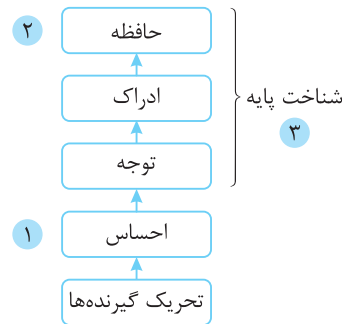 ۲
حافظه
ادراک
شناخت پایه
۳
توجه
۱
احساس
تحریک گیرنده‌ها